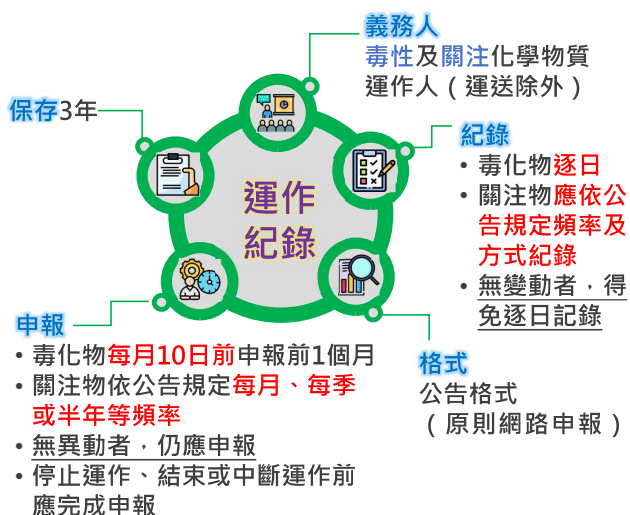 義務人
毒性及關注化學物質
運作人（運送除外）
保存3年
紀錄
• 毒化物逐日
• 關注物應依公
告規定頻率及
方式紀錄
• 無變動者，得
免逐日記錄
運作
紀錄
申報
• 毒化物每月10日前申報前1個月
• 關注物依公告規定每月、每季
或半年等頻率
• 無異動者，仍應申報
• 停止運作、結束或中斷運作前
應完成申報
格式
公告格式
（原則網路申報）